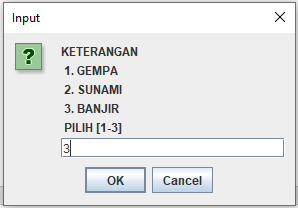 Input
KETERANGAN
1. GEMPA
2. SUNAMI
3. BANJIR
PILIH [1-3]
3
OK Cancel